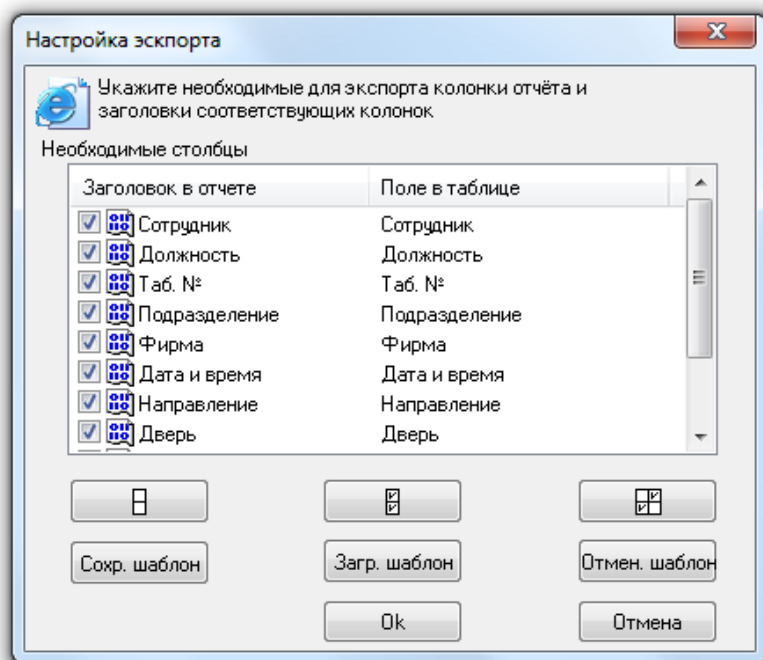 Настройка эскпорта
Укажите необходимые для экспорта колонки отчёта и
заголовки соответствующих колонок
Необходимые столбцы
Заголовок в отчете Поле в таблице
Сотрудник Сотрудник
Должность Должность
Таб. № Таб. №
Подразделение Подразделение
Фирма Фирма
Дата и время Дата и время
Направление Направление
Дверь Дверь
Сохр. шаблон Загр. шаблон Отмен. шаблон
Ok Отмена